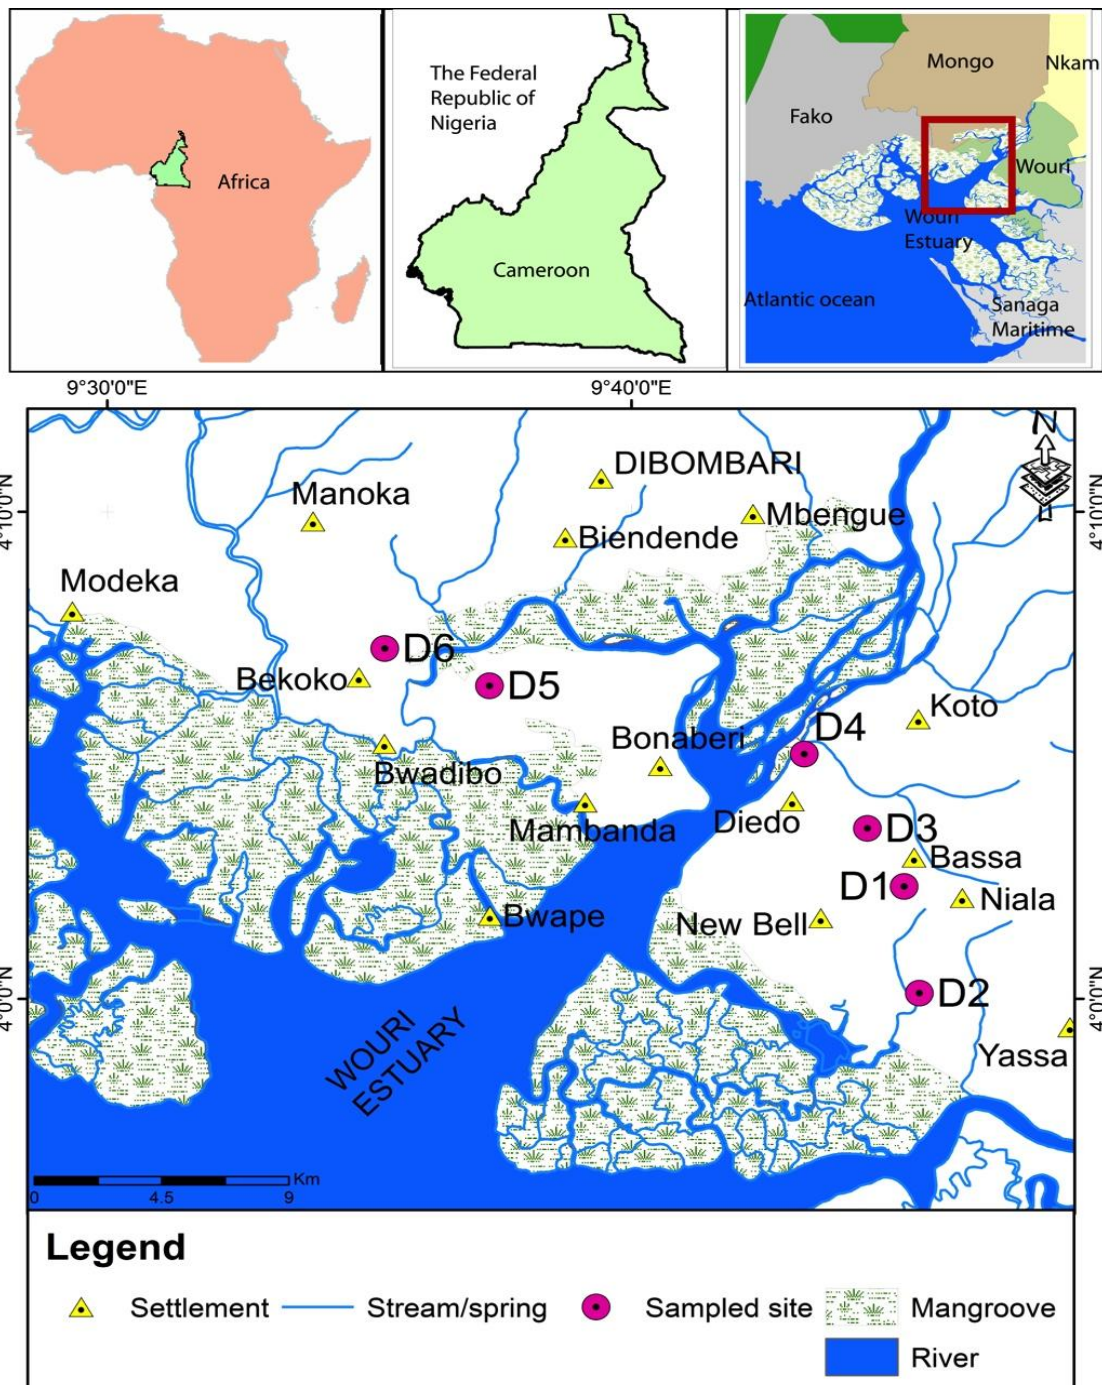 The Federal
Republic of
Nigeria
Africa
Cameroon
Mongo
Nkam
Fako
Wouri
Wouri
Estuary
Atlantic ocean
Sanaga
Maritime
9°30'0"E
9°40'0"E
N
4°10'0"N
4°10'0"N
DIBOMBARI
Manoka
Mbengue
Biendende
Modeka
D6
Bekoko
D5
Koto
D4
Bonaberi
Bwadibo
Mambanda
Diedo
D3
Bassa
D1
Niala
Bwape
New Bell
D2
4°0'0"N
4°0'0"N
Yassa
WOURI
ESTUARY
Km
0 4.5 9
Legend
Settlement
Stream/spring
Sampled site
Mangroove
River